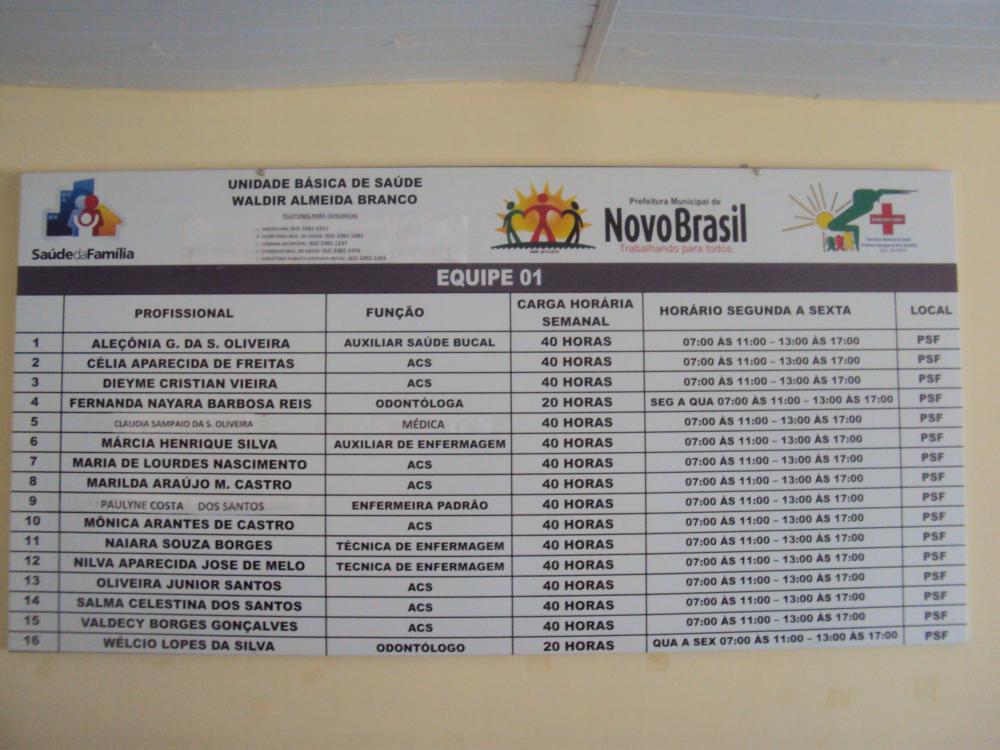 UNIDADE BÁSICA DE SAÚDE
WALDIR ALMEIDA BRANCO
TELEFONES PARA DENÚNCIAS
SaúdedaFamília
Prefeitura Municipal de
NovoBrasil
Trabalhando para todos.
EQUIPE 01
PROFISSIONAL FUNÇÃO CARGA HORÁRIA SEMANAL HORÁRIO SEGUNDA A SEXTA LOCAL
1 ALEÇÔNIA G. DA S. OLIVEIRA AUXILIAR SAÚDE BUCAL 40 HORAS 07:00 ÀS 11:00 – 13:00 ÀS 17:00 PSF
2 CÉLIA APARECIDA DE FREITAS ACS 40 HORAS 07:00 ÀS 11:00 – 13:00 ÀS 17:00 PSF
3 DIEYME CRISTIAN VIEIRA ACS 40 HORAS 07:00 ÀS 11:00 – 13:00 ÀS 17:00 PSF
4 FERNANDA NAYARA BARBOSA REIS ODONTÓLOGA 20 HORAS SEG A QUA 07:00 ÀS 11:00 – 13:00 ÀS 17:00 PSF
5 CLAUDIA SAMPAIO DA S. OLIVEIRA MÉDICA 40 HORAS 07:00 ÀS 11:00 – 13:00 ÀS 17:00 PSF
6 MÁRCIA HENRIQUE SILVA AUXILIAR DE ENFERMAGEM 40 HORAS 07:00 ÀS 11:00 – 13:00 ÀS 17:00 PSF
7 MARIA DE LOURDES NASCIMENTO ACS 40 HORAS 07:00 ÀS 11:00 – 13:00 ÀS 17:00 PSF
8 MARILDA ARAÚJO M. CASTRO ACS 40 HORAS 07:00 ÀS 11:00 – 13:00 ÀS 17:00 PSF
9 PAULYNE COSTA DOS SANTOS ENFERMEIRA PADRÃO 40 HORAS 07:00 ÀS 11:00 – 13:00 ÀS 17:00 PSF
10 MÔNICA ARANTES DE CASTRO ACS 40 HORAS 07:00 ÀS 11:00 – 13:00 ÀS 17:00 PSF
11 NAIARA SOUZA BORGES TÉCNICA DE ENFERMAGEM 40 HORAS 07:00 ÀS 11:00 – 13:00 ÀS 17:00 PSF
12 NILVA APARECIDA JOSE DE MELO TECNICA DE ENFERMAGEM 40 HORAS 07:00 ÀS 11:00 – 13:00 ÀS 17:00 PSF
13 OLIVEIRA JUNIOR SANTOS ACS 40 HORAS 07:00 ÀS 11:00 – 13:00 ÀS 17:00 PSF
14 SALMA CELESTINA DOS SANTOS ACS 40 HORAS 07:00 ÀS 11:00 – 13:00 ÀS 17:00 PSF
15 VALDECY BORGES GONÇALVES ACS 40 HORAS 07:00 ÀS 11:00 – 13:00 ÀS 17:00 PSF
16 WÉLCIO LOPES DA SILVA ODONTÓLOGO 20 HORAS QUA A SEX 07:00 ÀS 11:00 – 13:00 ÀS 17:00 PSF